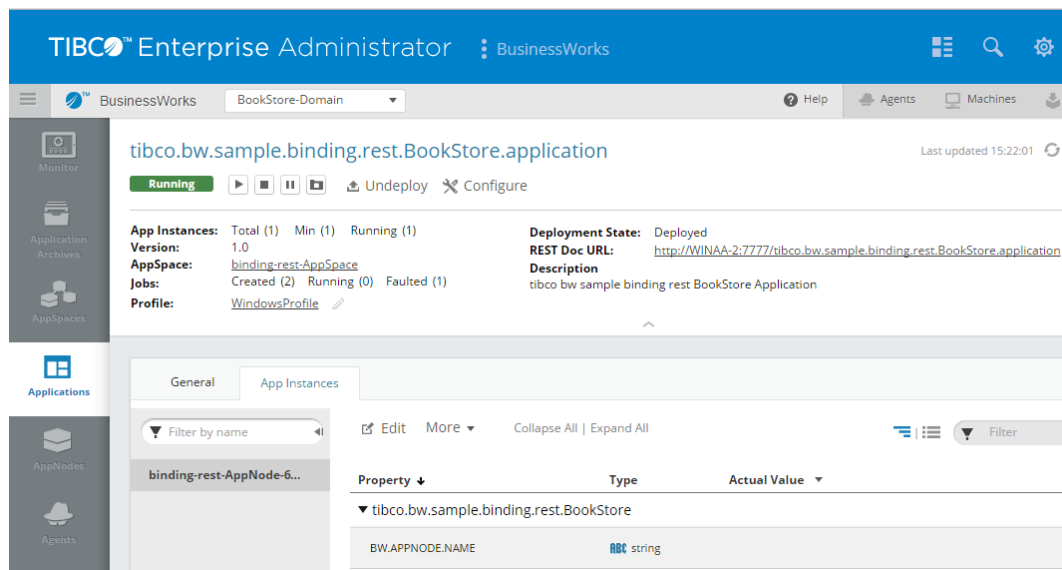 TIBCO™ Enterprise Administrator BusinessWorks
BusinessWorks BookStore-Domain Help Agents Machines
Monitor
Application
Archives
AppSpaces
Applications
AppNodes
Agents
tibco.bw.sample.binding.rest.BookStore.application Last updated 15:22:01
Running Undeploy Configure
App Instances: Total (1) Min (1) Running (1)
Version: 1.0
AppSpace: binding-rest-AppSpace
Jobs: Created (2) Running (0) Faulted (1)
Profile: WindowsProfile
Deployment State: Deployed
REST Doc URL: http://WINAA-2:7777/tibco.bw.sample.binding.rest.BookStore.application
Description
tibco bw sample binding rest BookStore Application
General App Instances
Filter by name
binding-rest-AppNode-6...
Edit More Collapse All | Expand All Filter
Property Type Actual Value
tibco.bw.sample.binding.rest.BookStore
BW.APPNODE.NAME ABC string